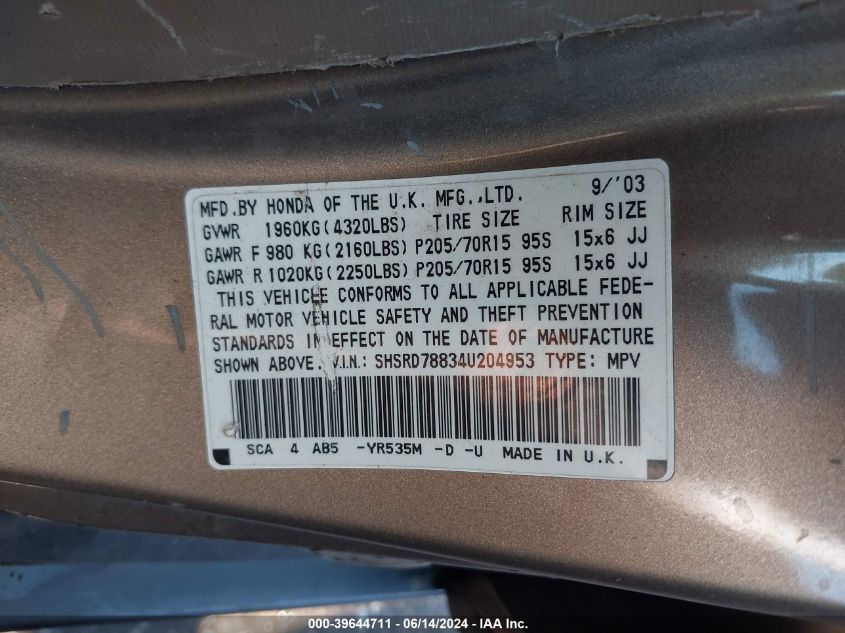 9/'03
MFD.BY HONDA OF THE U.K. MFG.,LTD.
GVWR 1960KG(4320LBS) TIRE SIZE RIM SIZE
GAWR F 980 KG(2160LBS) P205/70R15 95S 15x6 JJ
GAWR R 1020KG(2250LBS) P205/70R15 95S 15x6 JJ
THIS VEHICLE CONFORMS TO ALL APPLICABLE FEDE-
RAL MOTOR VEHICLE SAFETY AND THEFT PREVENTION
STANDARDS IN EFFECT ON THE DATE OF MANUFACTURE
SHOWN ABOVE. V.I.N.: SHSRD78834U204953 TYPE: MPV
SCA 4 AB5 -YR535M -D -U MADE IN U.K.
000-39644711 - 06/14/2024 - IAA Inc.